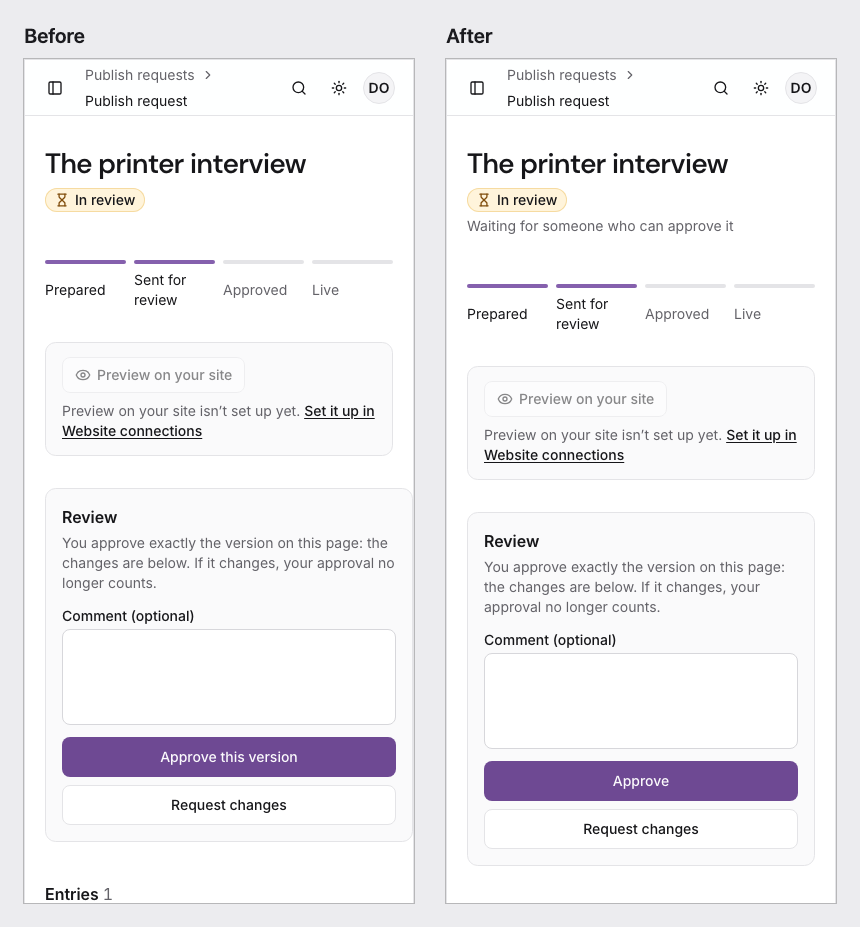 Before
Publish requests
Publish request
DO
The printer interview
In review
Prepared
Sent for
review
Approved
Live
Preview on your site
Preview on your site isn’t set up yet. Set it up in
Website connections
Review
You approve exactly the version on this page: the
changes are below. If it changes, your approval no
longer counts.
Comment (optional)
Approve this version
Request changes
Entries 1
After
Publish requests
Publish request
DO
The printer interview
In review
Waiting for someone who can approve it
Prepared
Sent for
review
Approved
Live
Preview on your site
Preview on your site isn’t set up yet. Set it up in
Website connections
Review
You approve exactly the version on this page:
the changes are below. If it changes, your
approval no longer counts.
Comment (optional)
Approve
Request changes